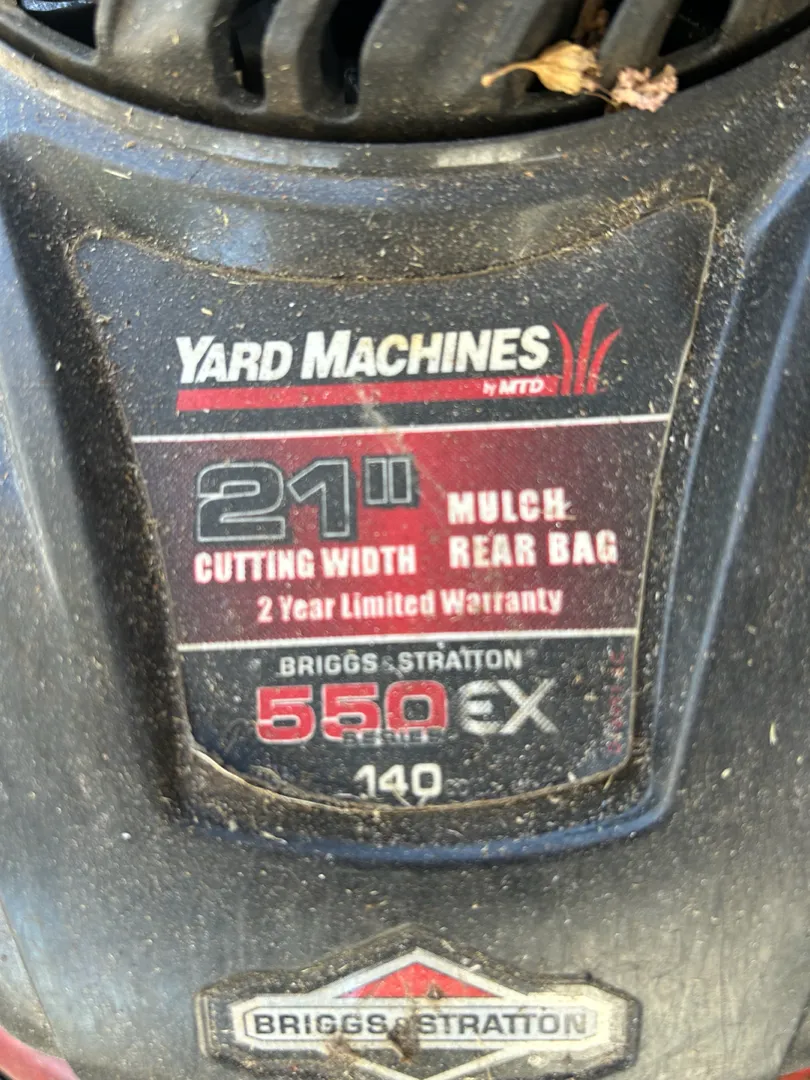 YARD MACHINES
by MTD
21"
CUTTING WIDTH
MULCH
REAR BAG
2 Year Limited Warranty
BRIGGS & STRATTON
550 EX
SERIES
140cc
BRIGGS & STRATTON